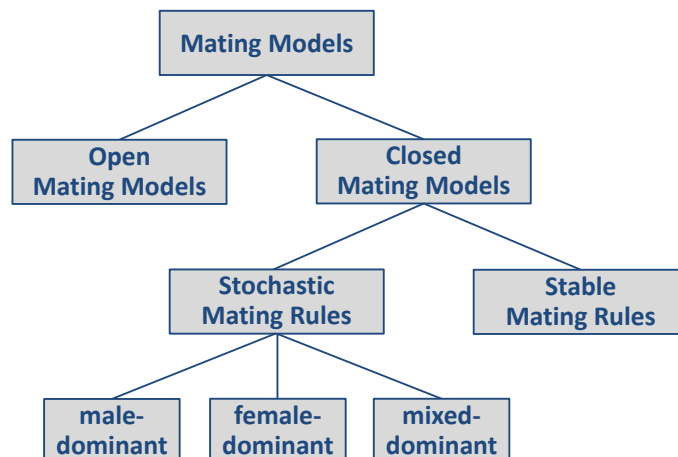 Mating Models
Open
Mating Models
Closed
Mating Models
Stochastic
Mating Rules
Stable
Mating Rules
male-
dominant
female-
dominant
mixed-
dominant